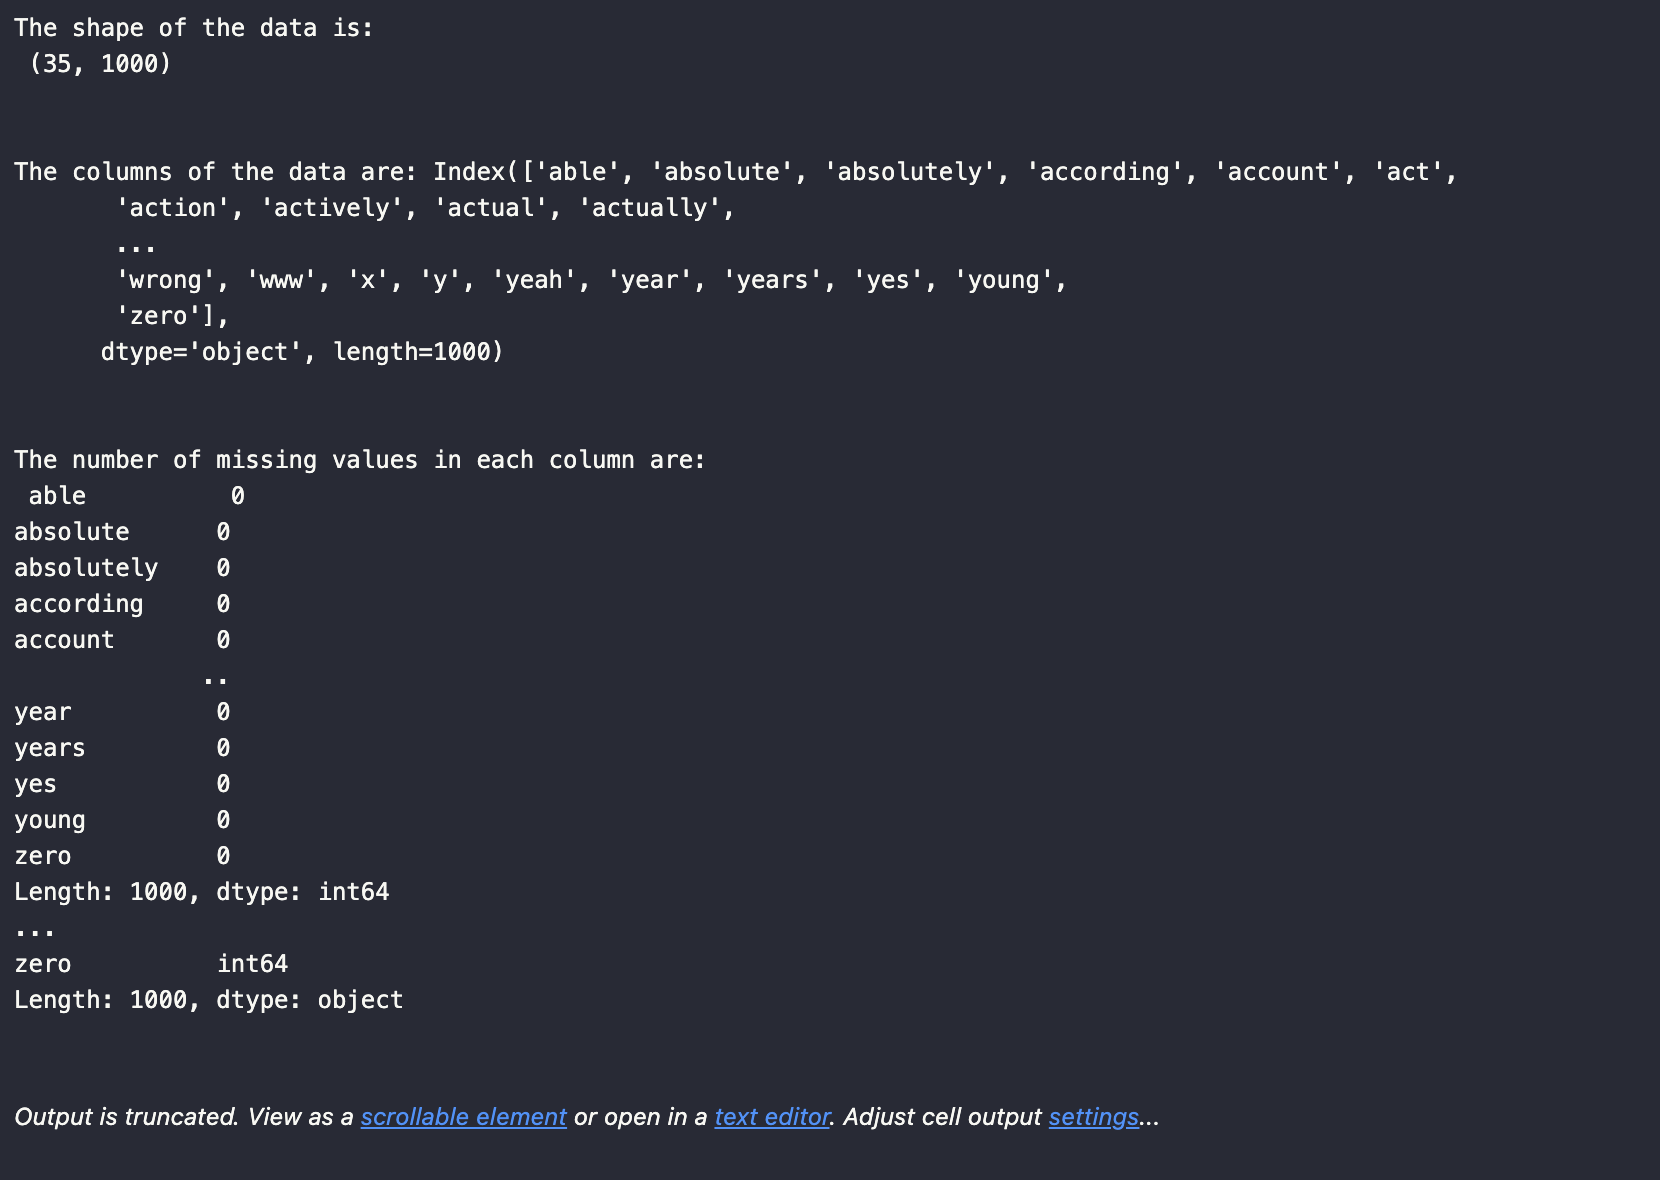 The shape of the data is:
(35, 1000)
The columns of the data are: Index(['able', 'absolute', 'absolutely', 'according', 'account', 'act',
'action', 'actively', 'actual', 'actually',
...
'wrong', 'www', 'x', 'y', 'yeah', 'year', 'years', 'yes', 'young',
'zero'],
dtype='object', length=1000)
The number of missing values in each column are:
able 0
absolute 0
absolutely 0
according 0
account 0
..
year 0
years 0
yes 0
young 0
zero 0
Length: 1000, dtype: int64
...
zero int64
Length: 1000, dtype: object
Output is truncated. View as a scrollable element or open in a text editor. Adjust cell output settings...